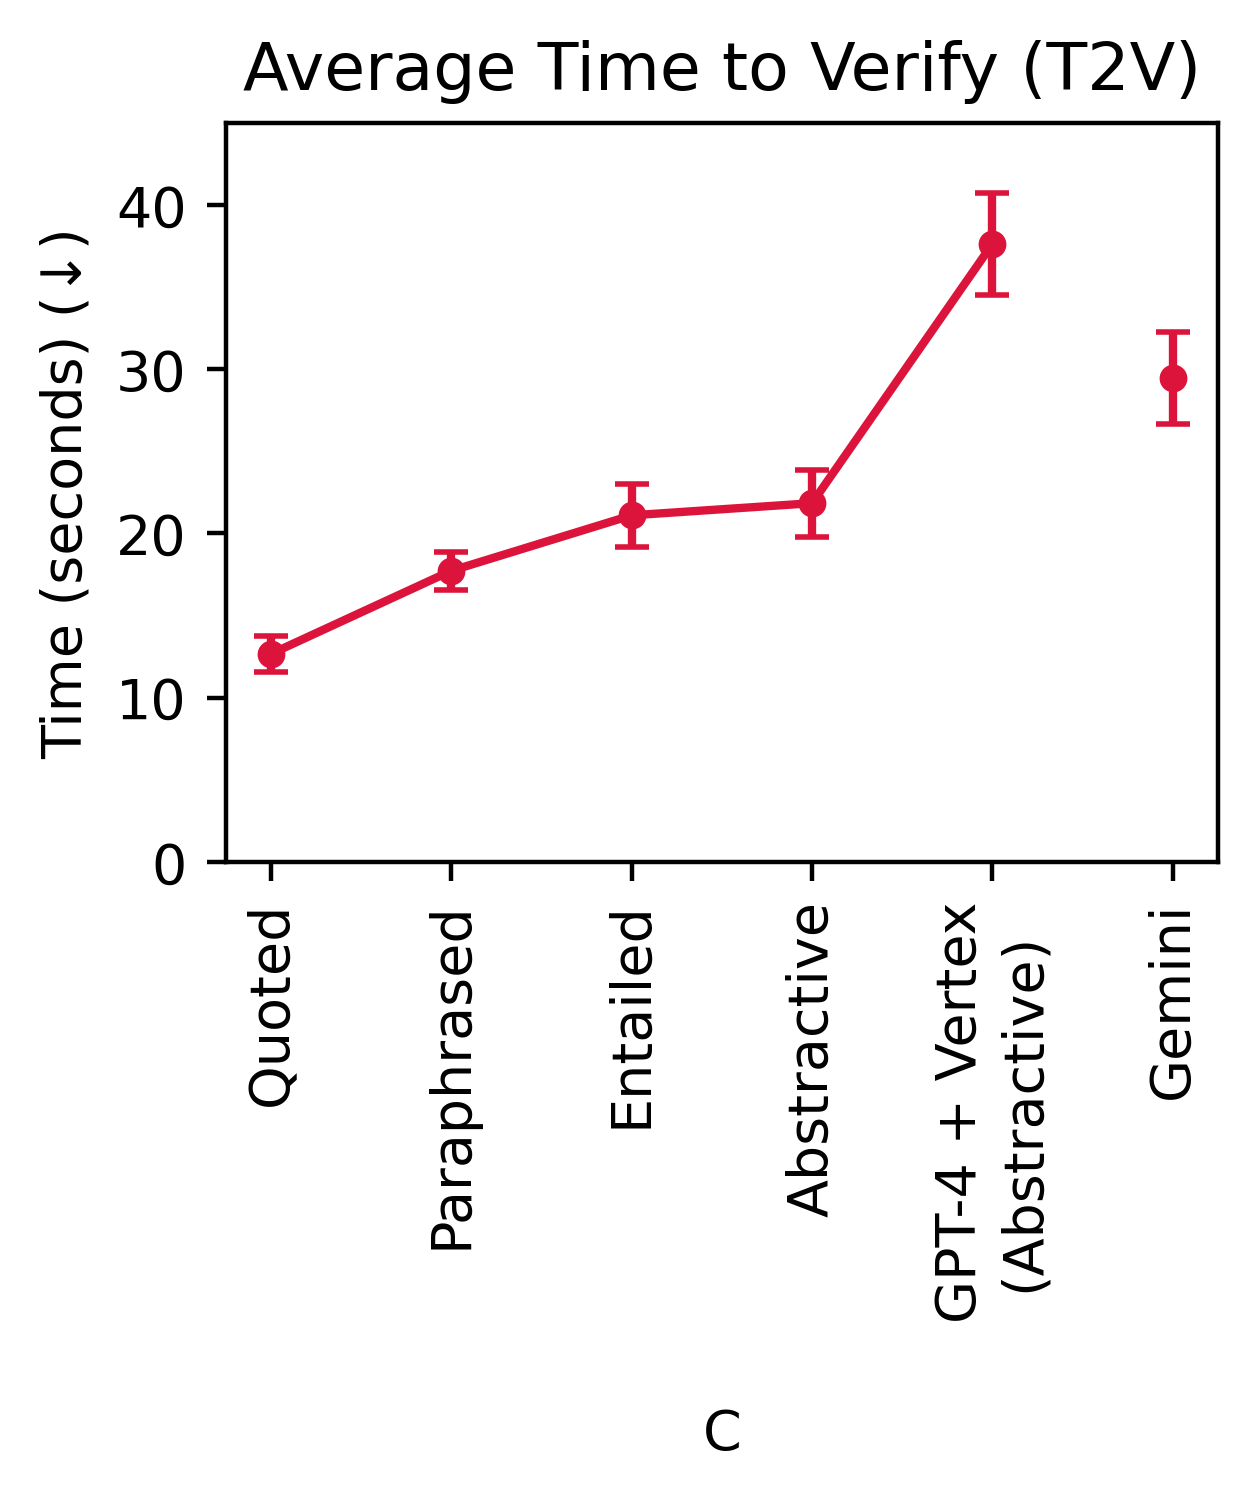 Average Time to Verify (T2V)
Time (seconds) (↓)
40
30
20
10
0
Quoted
Paraphrased
Entailed
Abstractive
GPT-4 + Vertex
(Abstractive)
Gemini
C